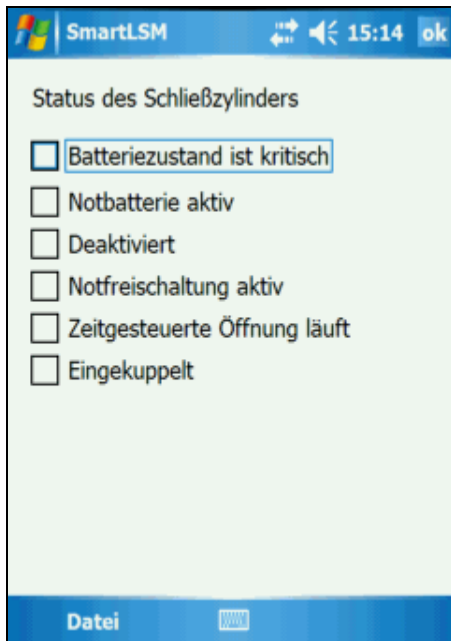 SmartLSM 15:14 ok
Status des Schließzylinders
Batteriezustand ist kritisch
Notbatterie aktiv
Deaktiviert
Notfreischaltung aktiv
Zeitgesteuerte Öffnung läuft
Eingekuppelt
Datei